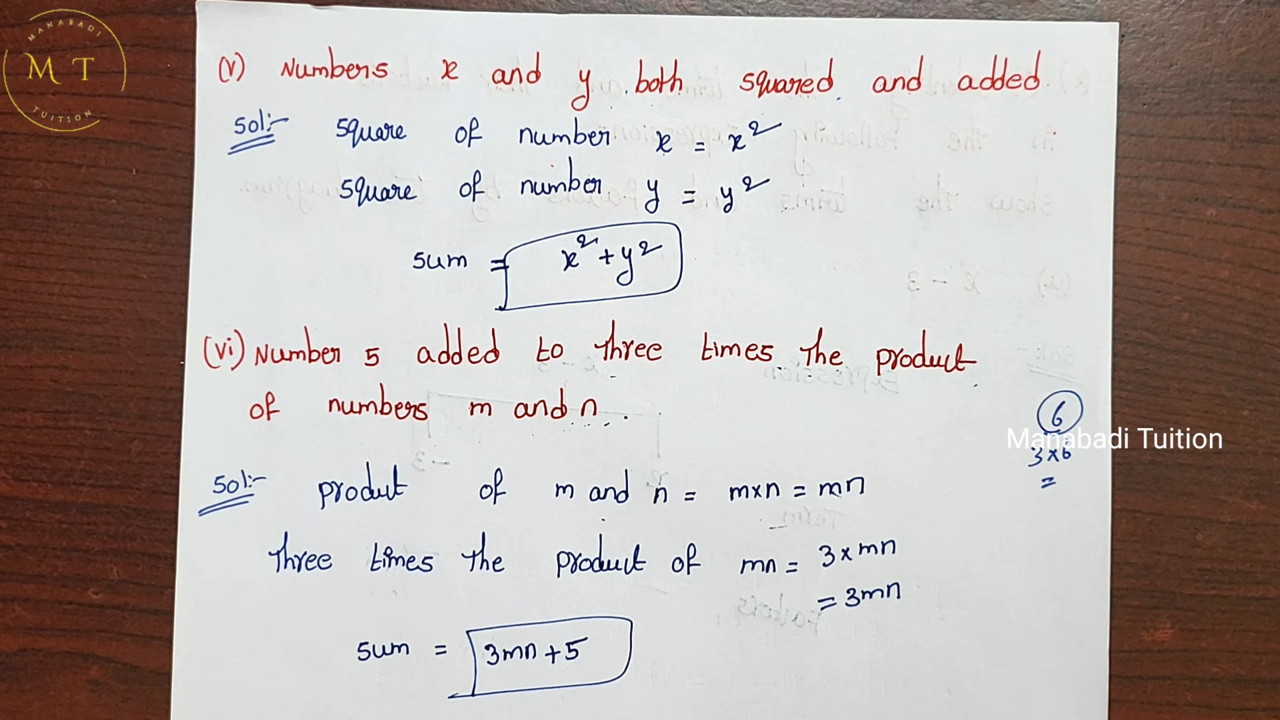 MANABADI
M T
TUITION
(v) Numbers x and y both squared and added
Sol:- square of number x = x²
square of number y = y²
sum = x² + y²
(vi) Number 5 added to three times the product
of numbers m and n.
6
Manabadi Tuition
3×6
=
Sol:- product of m and n = m×n = mn
Three times the product of mn = 3×mn
= 3mn
sum = 3mn + 5